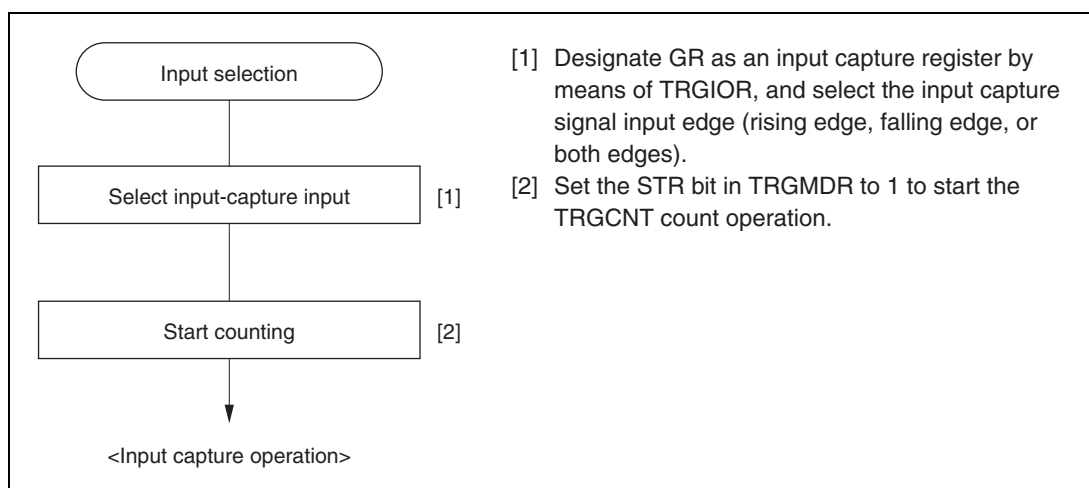 Input selection
Select input-capture input
[1]
Start counting
[2]
<Input capture operation>
[1] Designate GR as an input capture register by
means of TRGIOR, and select the input capture
signal input edge (rising edge, falling edge, or
both edges).
[2] Set the STR bit in TRGMDR to 1 to start the
TRGCNT count operation.